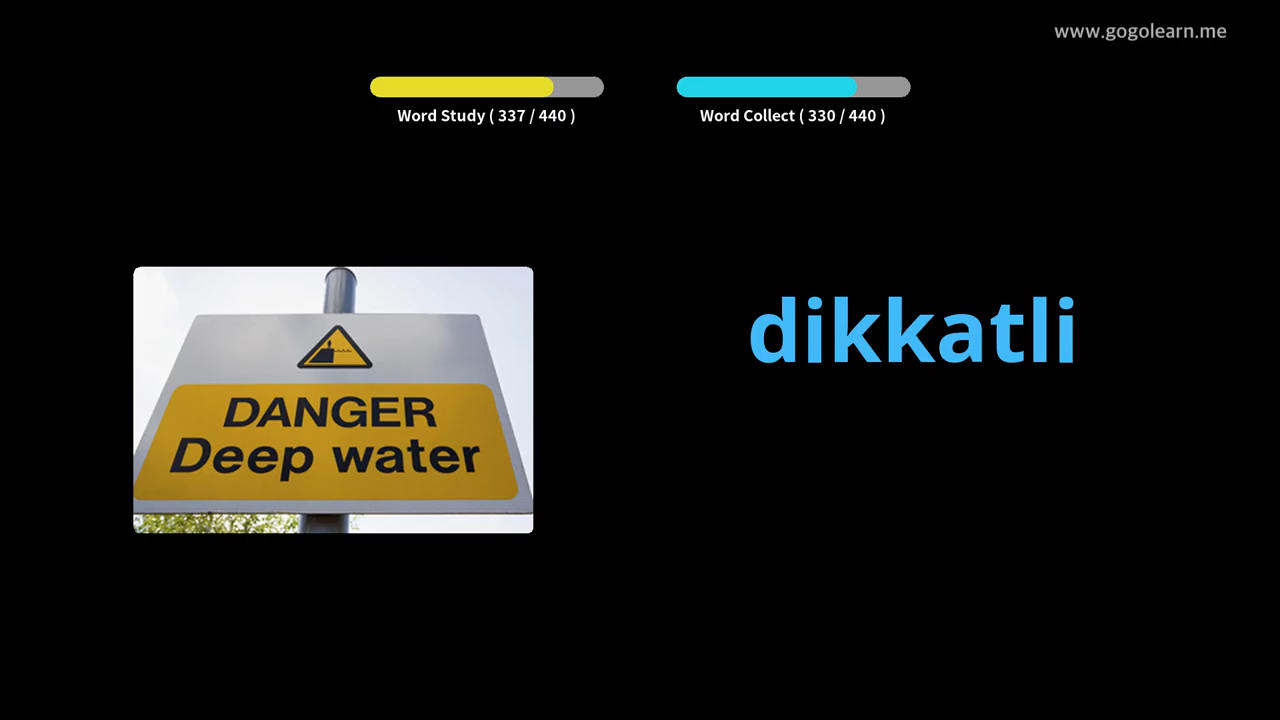 www.gogolearn.me
Word Study ( 337 / 440 )
Word Collect ( 330 / 440 )
DANGER
Deep water
dikkatli